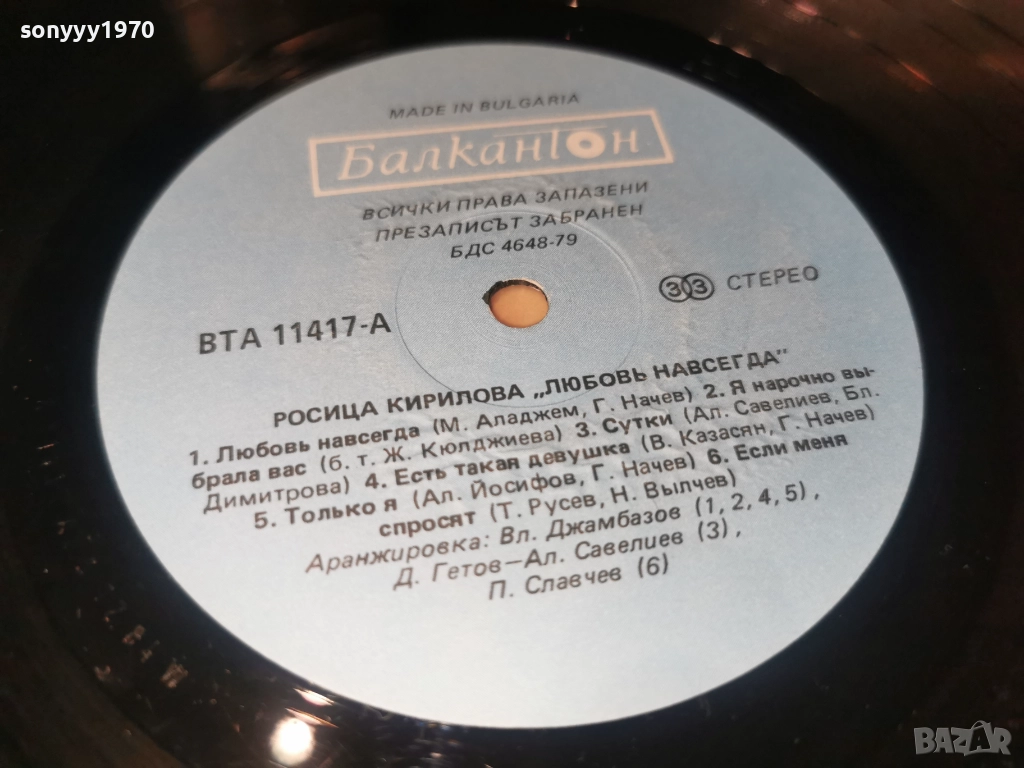 sonyyy1970
MADE IN BULGARIA
Балкантон
ВСИЧКИ ПРАВА ЗАПАЗЕНИ
ПРЕЗАПИСЪТ ЗАБРАНЕН
БДС 4648-79
ВТА 11417-А
33 СТЕРЕО
РОСИЦА КИРИЛОВА „ЛЮБОВЬ НАВСЕГДА"
1. Любовь навсегда (М. Аладжем, Г. Начев) 2. Я нарочно вы-
брала вас (б. т. Ж. Кюлджиева) 3. Сутки (Ал. Савелиев, Бл.
Димитрова) 4. Есть такая девушка (В. Казасян, Г. Начев)
5. Только я (Ал. Йосифов, Г. Начев) 6. Если меня
спросят (Т. Русев, Н. Вылчев)
Аранжировка: Вл. Джамбазов (1, 2, 4, 5),
Д. Гетов—Ал. Савелиев (3),
П. Славчев (6)
BAZAR